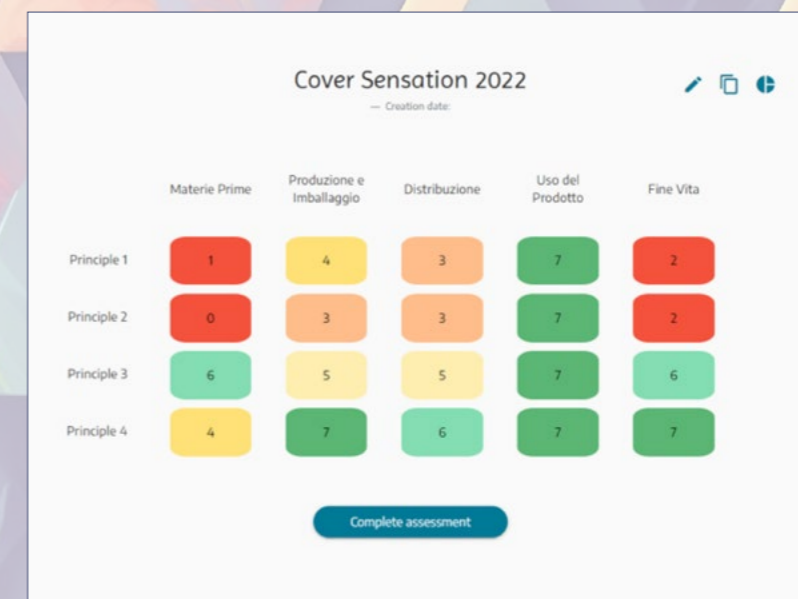 Cover Sensation 2022
— Creation date:
Materie Prime
Produzione e
Imballaggio
Distribuzione
Uso del
Prodotto
Fine Vita
Principle 1
1
4
3
7
2
Principle 2
0
3
3
7
2
Principle 3
6
5
5
7
6
Principle 4
4
7
6
7
7
Complete assessment